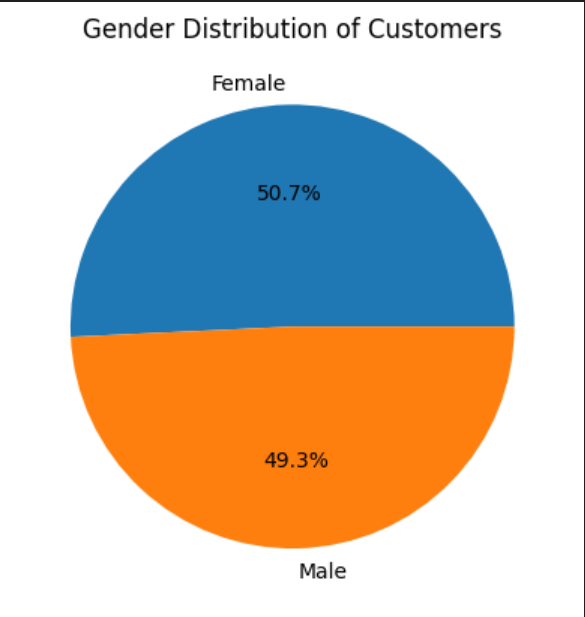 Gender Distribution of Customers
Female
50.7%
49.3%
Male